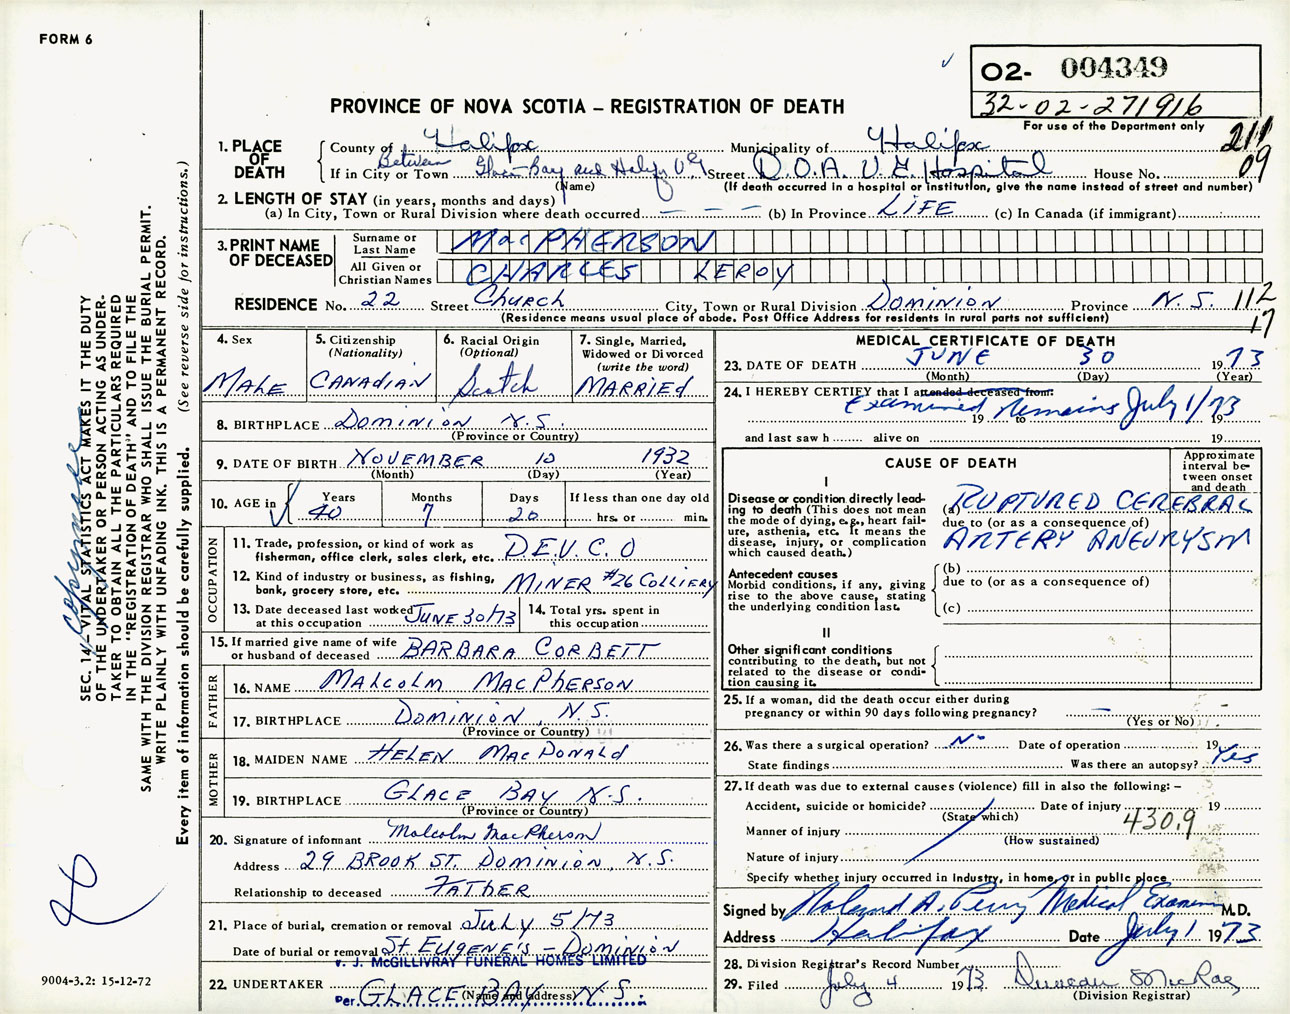 FORM 6
O2- 004349
32-02-271916
For use of the Department only
PROVINCE OF NOVA SCOTIA – REGISTRATION OF DEATH
211
09
1. PLACE OF DEATH
County of Halifax Municipality of Halifax
If in City or Town Between Glace Bay and Halifax Street D.O.A. V.G. Hospital House No.
(Name) (If death occurred in a hospital or institution, give the name instead of street and number)
2. LENGTH OF STAY (in years, months and days)
(a) In City, Town or Rural Division where death occurred — — — (b) In Province LIFE (c) In Canada (if immigrant)
3. PRINT NAME OF DECEASED
Surname or Last Name MacPHERSON
All Given or Christian Names CHARLES LEROY
RESIDENCE No. 22 Street Church City, Town or Rural Division DOMINION Province N.S.
112
17
(Residence means usual place of abode. Post Office Address for residents in rural parts not sufficient)
4. Sex MALE
5. Citizenship (Nationality) CANADIAN
6. Racial Origin (Optional) Scotch
7. Single, Married, Widowed or Divorced (write the word) MARRIED
8. BIRTHPLACE DOMINION N.S.
(Province or Country)
9. DATE OF BIRTH NOVEMBER 10 1932
(Month) (Day) (Year)
10. AGE in Years 40 Months 7 Days 20 If less than one day old hrs. or min.
OCCUPATION
11. Trade, profession, or kind of work as fisherman, office clerk, sales clerk, etc. D.E.V.C.O
12. Kind of industry or business, as fishing, bank, grocery store, etc. MINER #26 COLLIERY
13. Date deceased last worked at this occupation JUNE 30/73
14. Total yrs. spent in this occupation
15. If married give name of wife or husband of deceased BARBARA CORBETT
FATHER
16. NAME MALCOLM MACPHERSON
17. BIRTHPLACE DOMINION, N.S.
(Province or Country)
MOTHER
18. MAIDEN NAME HELEN MACDONALD
19. BIRTHPLACE GLACE BAY N.S.
(Province or Country)
20. Signature of informant Malcolm MacPherson
Address 29 BROOK ST. DOMINION, N.S.
Relationship to deceased FATHER
21. Place of burial, cremation or removal July 5/73
Date of burial or removal St EUGENE'S – DOMINION
V. J. McGILLIVRAY FUNERAL HOMES LIMITED
22. UNDERTAKER Per GLACE BAY N.S.
(Name and Address)
MEDICAL CERTIFICATE OF DEATH
23. DATE OF DEATH JUNE 30 1973
(Month) (Day) (Year)
24. I HEREBY CERTIFY that I attended deceased from:
Examined remains July 1/73
19 to 19
and last saw h alive on 19
CAUSE OF DEATH
Approximate interval between onset and death
I
Disease or condition directly leading to death (This does not mean the mode of dying, e.g., heart failure, asthenia, etc. It means the disease, injury, or complication which caused death.)
(a) RUPTURED CEREBRAL
due to (or as a consequence of)
ARTERY ANEURYSM
Antecedent causes
Morbid conditions, if any, giving rise to the above cause, stating the underlying condition last.
(b)
due to (or as a consequence of)
(c)
II
Other significant conditions
contributing to the death, but not related to the disease or condition causing it.
25. If a woman, did the death occur either during pregnancy or within 90 days following pregnancy? —
(Yes or No)
26. Was there a surgical operation? No Date of operation 19
State findings Was there an autopsy? Yes
27. If death was due to external causes (violence) fill in also the following: –
Accident, suicide or homicide? Date of injury 19
(State which)
430.9
Manner of injury
(How sustained)
Nature of injury
Specify whether injury occurred in Industry, in home, or in public place
Signed by Roland A. Perry Medical Examiner M.D.
Address Halifax Date July 1 1973
28. Division Registrar's Record Number
29. Filed July 4 1973 Duncan McRae
(Division Registrar)
SEC. 14 – VITAL STATISTICS ACT MAKES IT THE DUTY
OF THE UNDERTAKER OR PERSON ACTING AS UNDER-
TAKER TO OBTAIN ALL THE PARTICULARS REQUIRED
IN THE "REGISTRATION OF DEATH" AND TO FILE THE
SAME WITH THE DIVISION REGISTRAR WHO SHALL ISSUE THE BURIAL PERMIT.
WRITE PLAINLY WITH UNFADING INK. THIS IS A PERMANENT RECORD.
Every item of information should be carefully supplied. (See reverse side for instructions.)
9004-3.2: 15-12-72